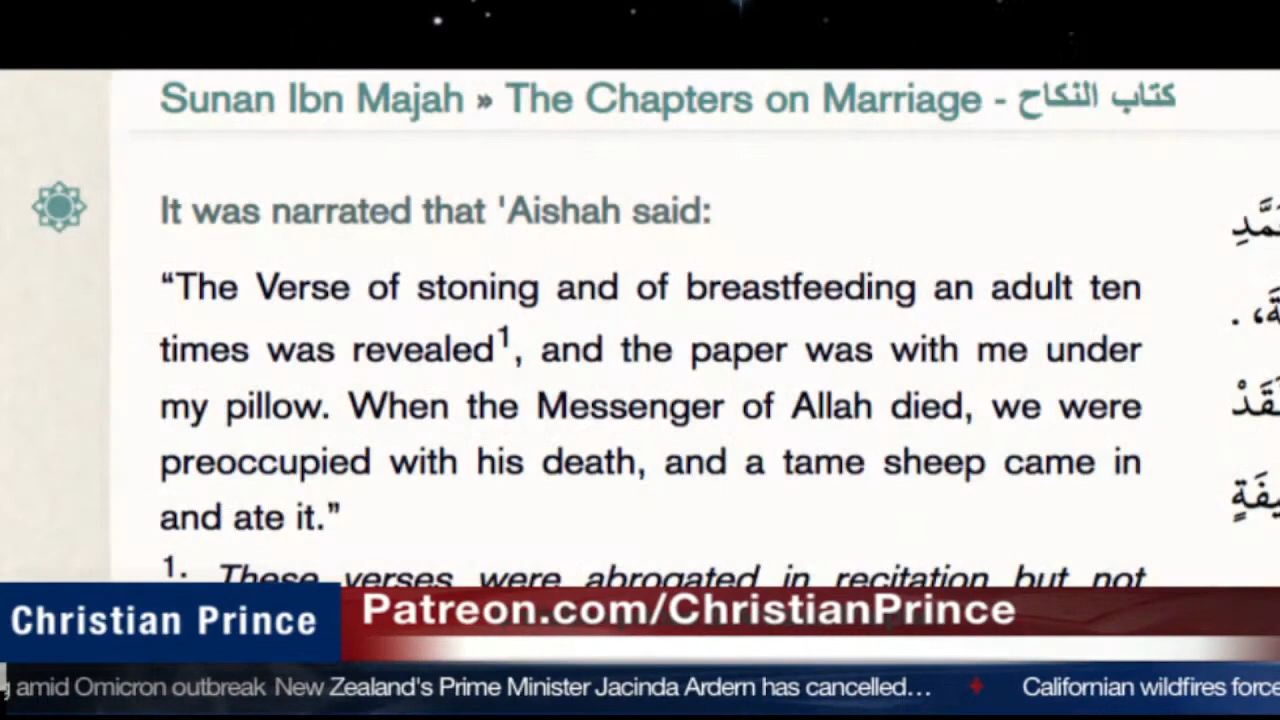 Sunan Ibn Majah » The Chapters on Marriage - كتاب النكاح
It was narrated that 'Aishah said:
“The Verse of stoning and of breastfeeding an adult ten
times was revealed1, and the paper was with me under
my pillow. When the Messenger of Allah died, we were
preoccupied with his death, and a tame sheep came in
and ate it.”
1. These verses were abrogated in recitation but not
Christian Prince
Patreon.com/ChristianPrince
amid Omicron outbreak New Zealand's Prime Minister Jacinda Ardern has cancelled... Californian wildfires force